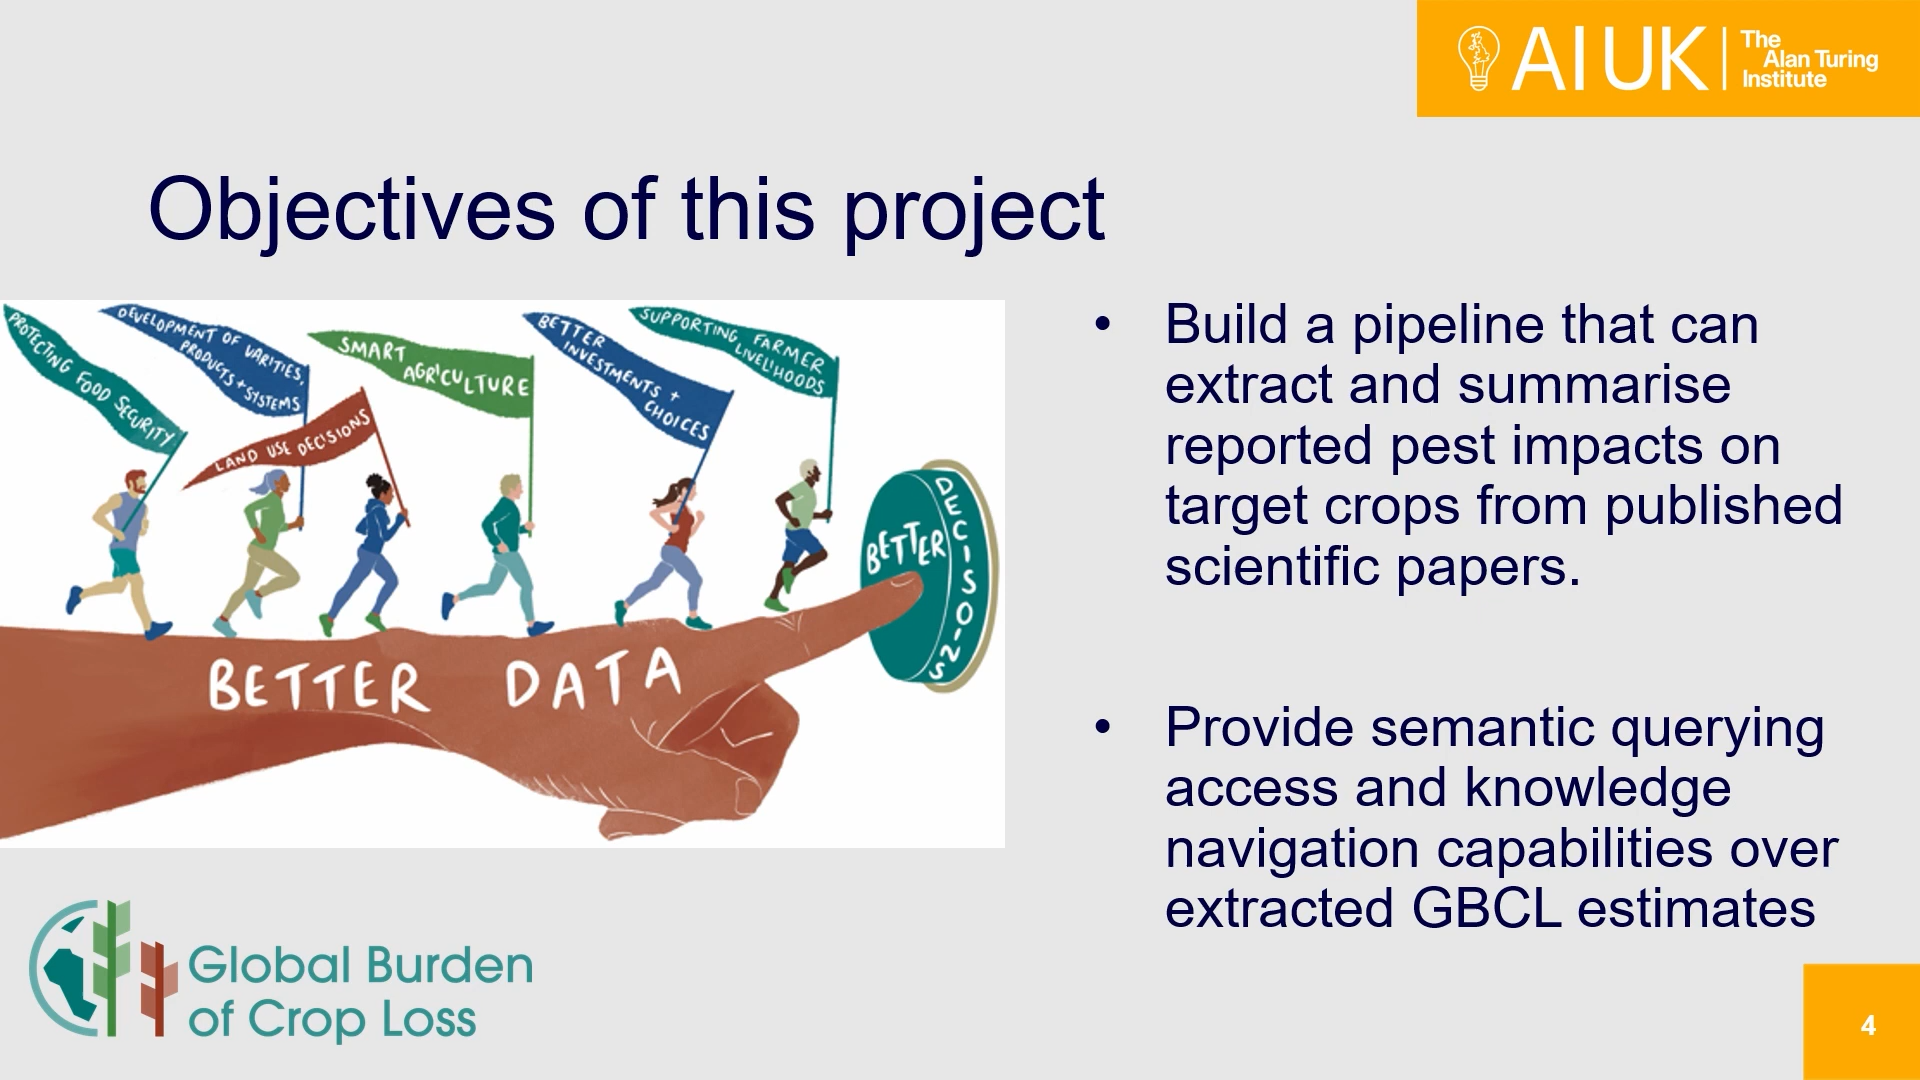 AI UK
The
Alan Turing
Institute
Objectives of this project
PROTECTING FOOD SECURITY
DEVELOPMENT OF VARITIES,
PRODUCTS + SYSTEMS
LAND USE DECISIONS
SMART
AGRICULTURE
BETTER
INVESTMENTS +
CHOICES
SUPPORTING FARMER
LIVELIHOODS
BETTER
DECISOINS
BETTER DATA
• Build a pipeline that can
extract and summarise
reported pest impacts on
target crops from published
scientific papers.
• Provide semantic querying
access and knowledge
navigation capabilities over
extracted GBCL estimates
Global Burden
of Crop Loss
4